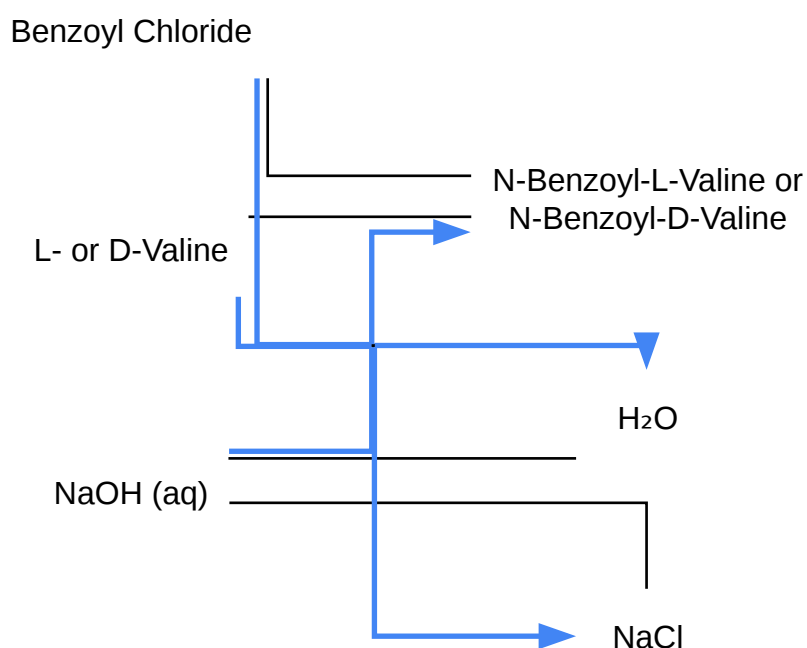 Benzoyl Chloride
N-Benzoyl-L-Valine or
N-Benzoyl-D-Valine
L- or D-Valine
H₂O
NaOH (aq)
NaCl